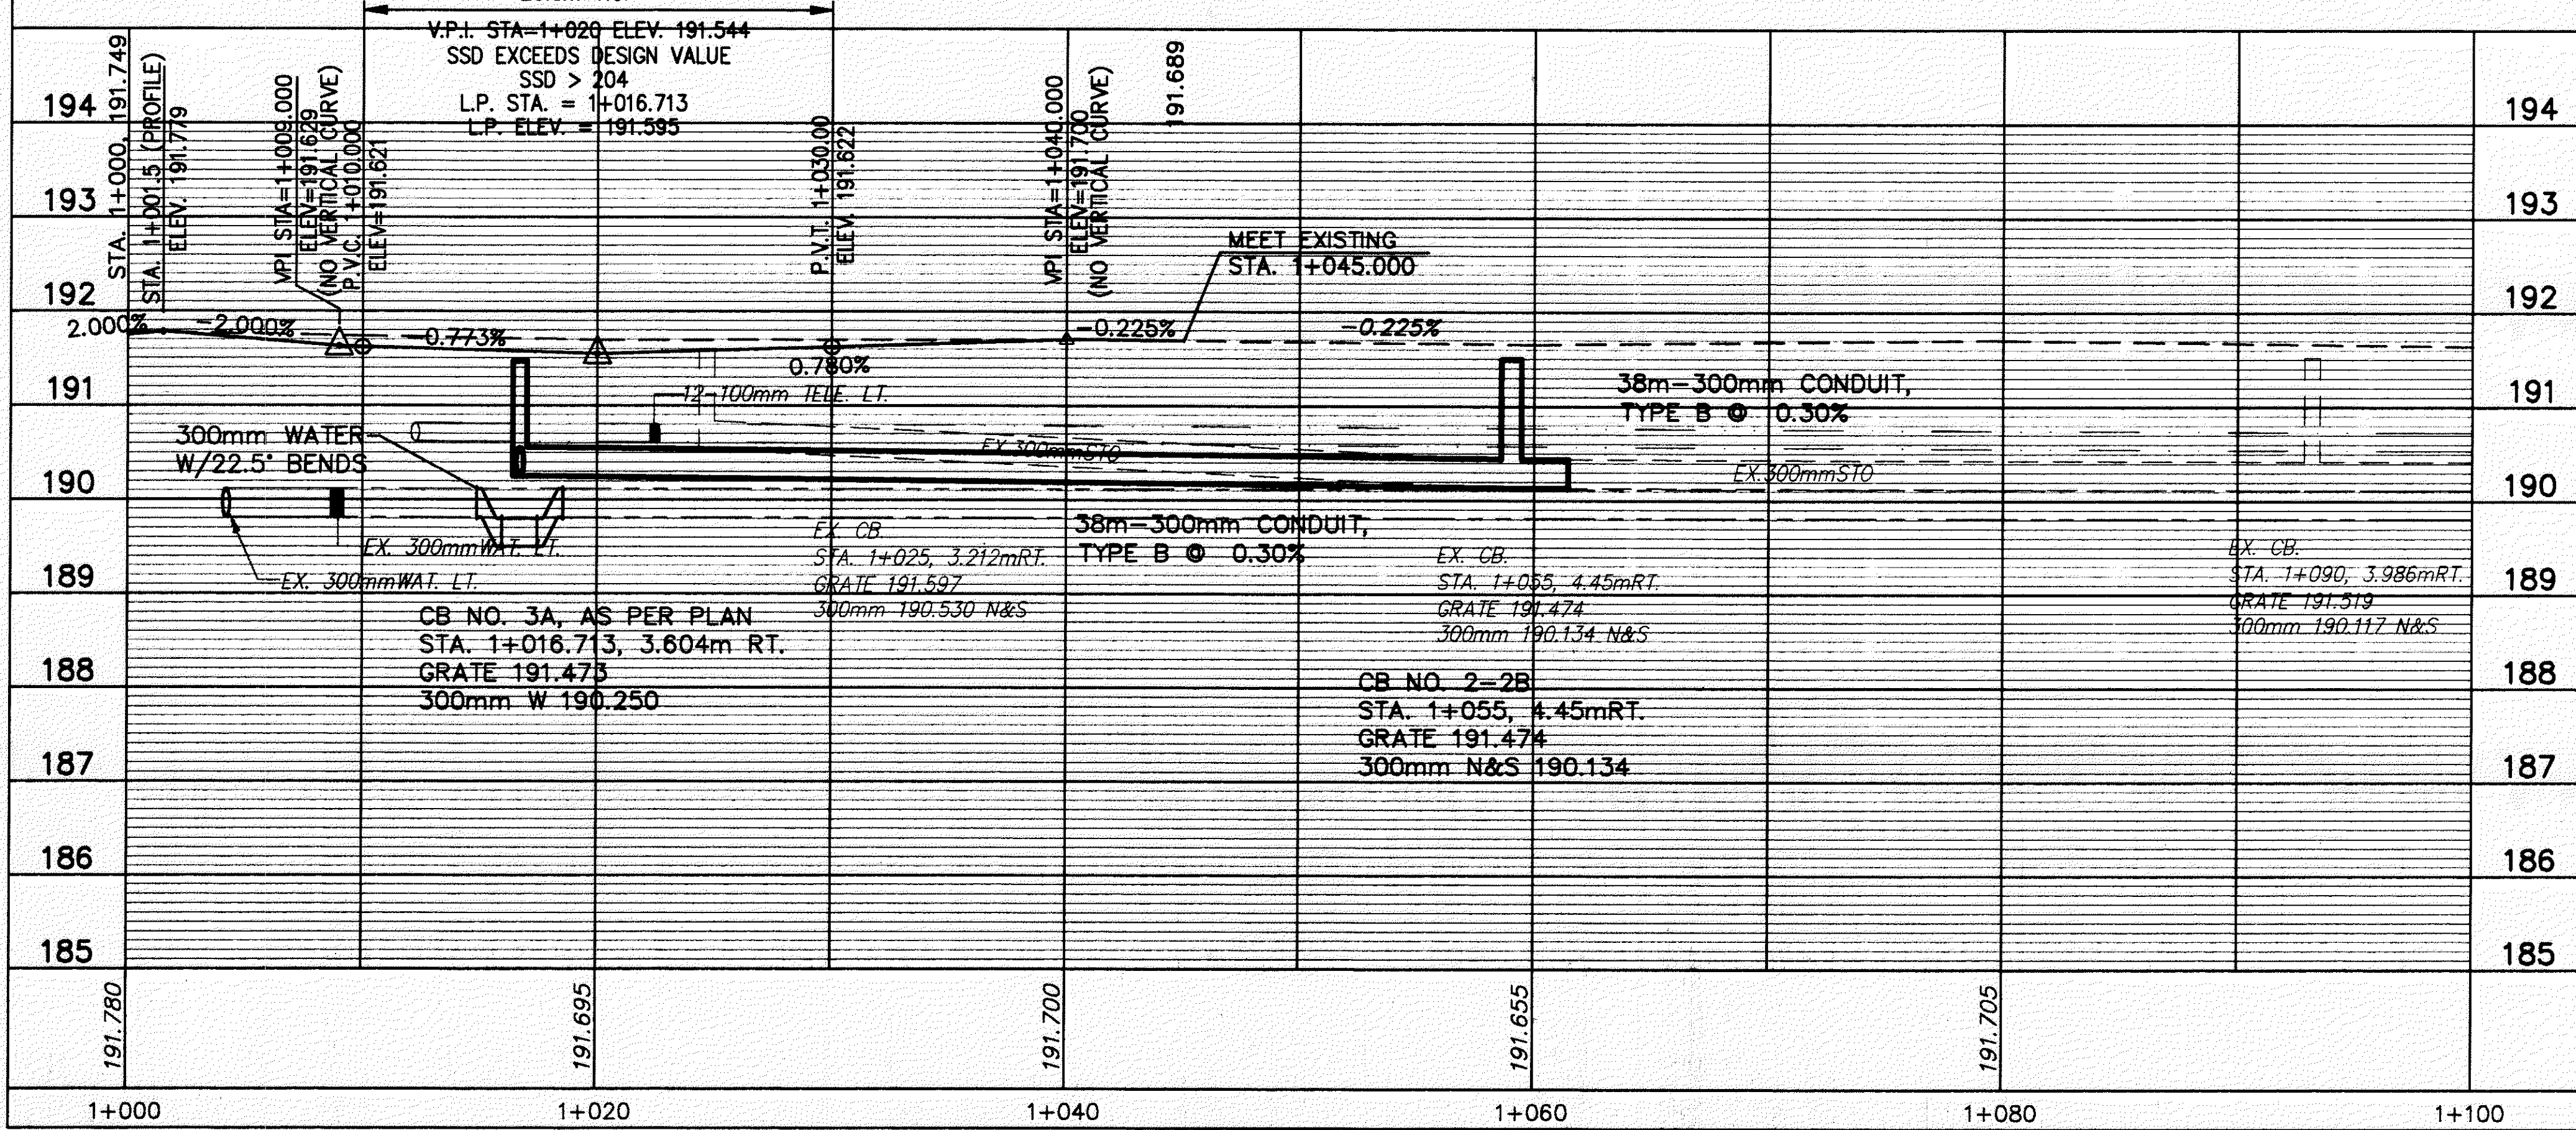 V.P.I. STA=1+020 ELEV. 191.544
SSD EXCEEDS DESIGN VALUE
SSD > 204
L.P. STA. = 1+016.713
L.P. ELEV. = 191.595
STA. 1+000, 191.749
STA. 1+0015 (PROFILE)
ELEV. 191.779
VPI STA=1+009.000
ELEV=191.629
(NO VERTICAL CURVE)
P.V.C. 1+010.000
ELEV=191.621
P.V.T. 1+030.00
ELEV. 191.622
VPI STA=1+040.000
ELEV=191.700
(NO VERTICAL CURVE)
191.689
MEET EXISTING
STA. 1+045.000
194
194
193
193
192
192
2.000%
-2.000%
-0.773%
0.780%
-0.225%
-0.225%
191
191
12-100mm TELE. LT.
38m-300mm CONDUIT,
TYPE B @ 0.30%
300mm WATER
W/22.5° BENDS
EX.300mmSTO
EX.300mmSTO
190
190
EX. 300mmWAT. LT.
EX. 300mmWAT. LT.
EX. CB.
STA. 1+025, 3.212mRT.
GRATE 191.597
300mm 190.530 N&S
38m-300mm CONDUIT,
TYPE B @ 0.30%
EX. CB.
STA. 1+055, 4.45mRT.
GRATE 191.474
300mm 190.134 N&S
EX. CB.
STA. 1+090, 3.986mRT.
GRATE 191.519
300mm 190.117 N&S
189
189
CB NO. 3A, AS PER PLAN
STA. 1+016.713, 3.604m RT.
GRATE 191.473
300mm W 190.250
188
188
CB NO. 2-2B
STA. 1+055, 4.45mRT.
GRATE 191.474
300mm N&S 190.134
187
187
186
186
185
185
191.780
191.695
191.700
191.655
191.705
1+000
1+020
1+040
1+060
1+080
1+100